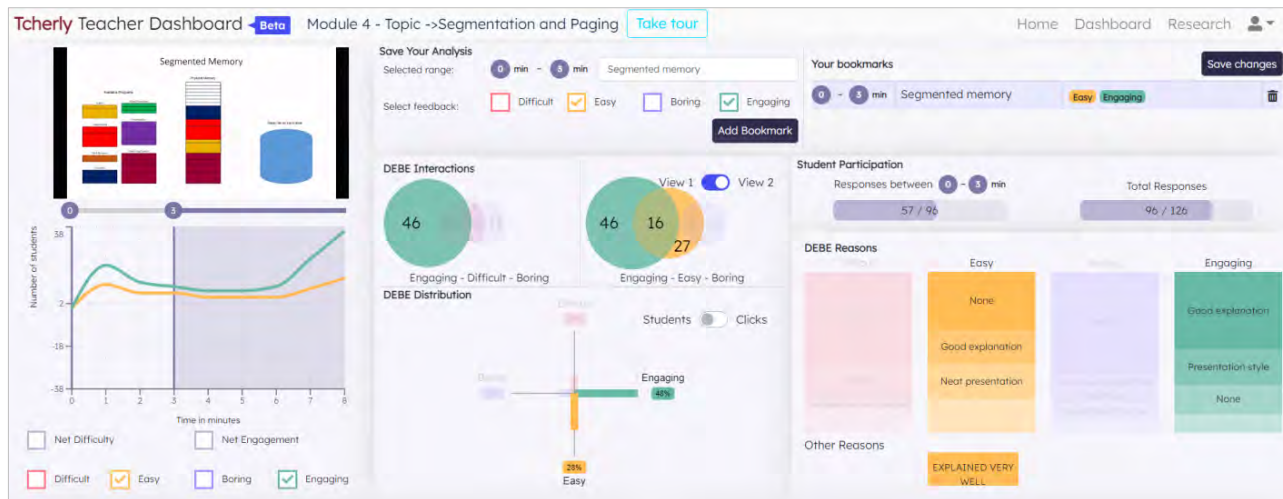 Tcherly Teacher Dashboard Beta Module 4 - Topic ->Segmentation and Paging Take tour Home Dashboard Research
Segmented Memory
0 3
Number of students
38
2
-18
-38
0 1 2 3 4 5 6 7 8
Time in minutes
Net Difficulty Net Engagement
Difficult Easy Boring Engaging
Save Your Analysis
Selected range: 0 min - 3 min Segmented memory
Select feedback: Difficult Easy Boring Engaging
Add Bookmark
Your bookmarks Save changes
0 - 3 min Segmented memory Easy Engaging
DEBE Interactions
View 1 View 2
46
46 16 27
Engaging - Difficult - Boring Engaging - Easy - Boring
DEBE Distribution
Students Clicks
Engaging
28%
Easy
Student Participation
Responses between 0 - 3 min Total Responses
57 / 96 96 / 126
DEBE Reasons
Easy Engaging
None
Good explanation
Neat presentation
Good explanation
Presentation style
None
Other Reasons
EXPLAINED VERY
WELL